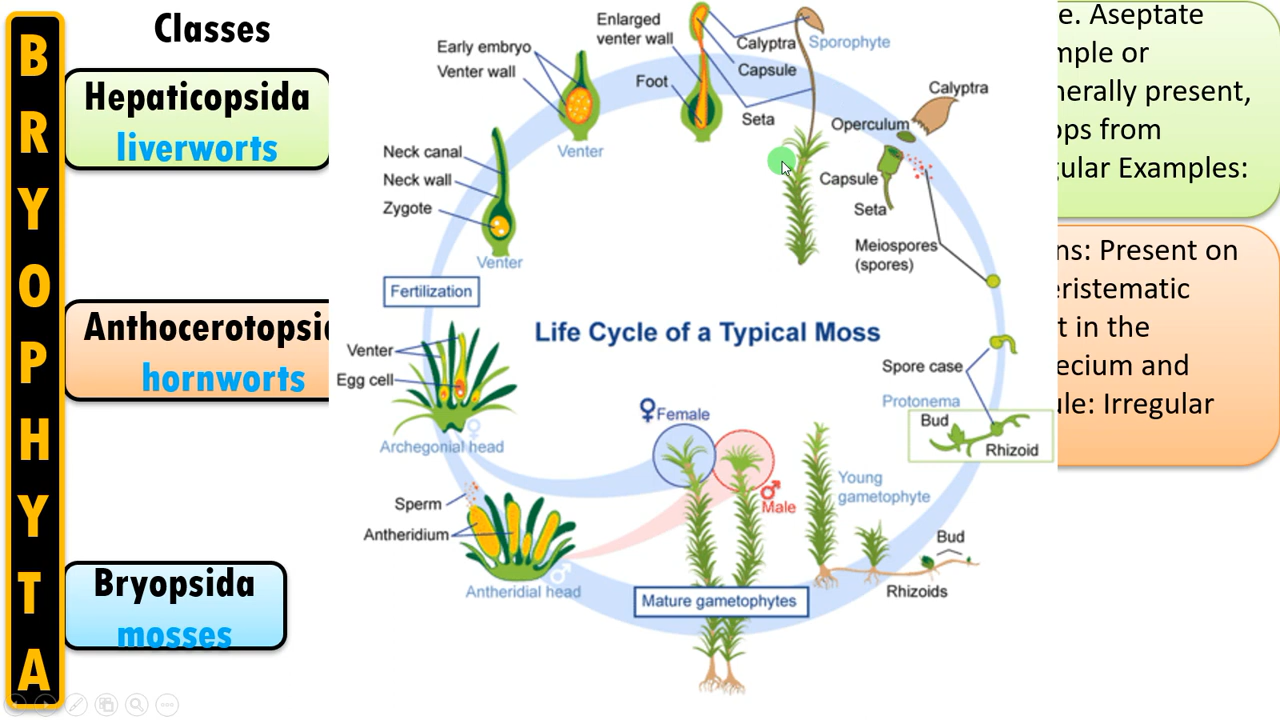 BRYOPHYTA
Classes
Hepaticopsida
liverworts
Anthocerotopsi
hornworts
Bryopsida
mosses
Early embryo
Venter wall
Venter
Enlarged
venter wall
Foot
Calyptra
Capsule
Seta
Sporophyte
Calyptra
Operculum
Capsule
Seta
Meiospores
(spores)
Neck canal
Neck wall
Zygote
Venter
Fertilization
Life Cycle of a Typical Moss
Venter
Egg cell
Archegonial head
Spore case
Protonema
Bud
Rhizoid
♀Female
♂
Male
Young
gametophyte
Sperm
Antheridium
Antheridial head
Bud
Rhizoids
Mature gametophytes
e. Aseptate
mple or
nerally present,
ops from
gular Examples:
ns: Present on
eristematic
t in the
ecium and
ule: Irregular